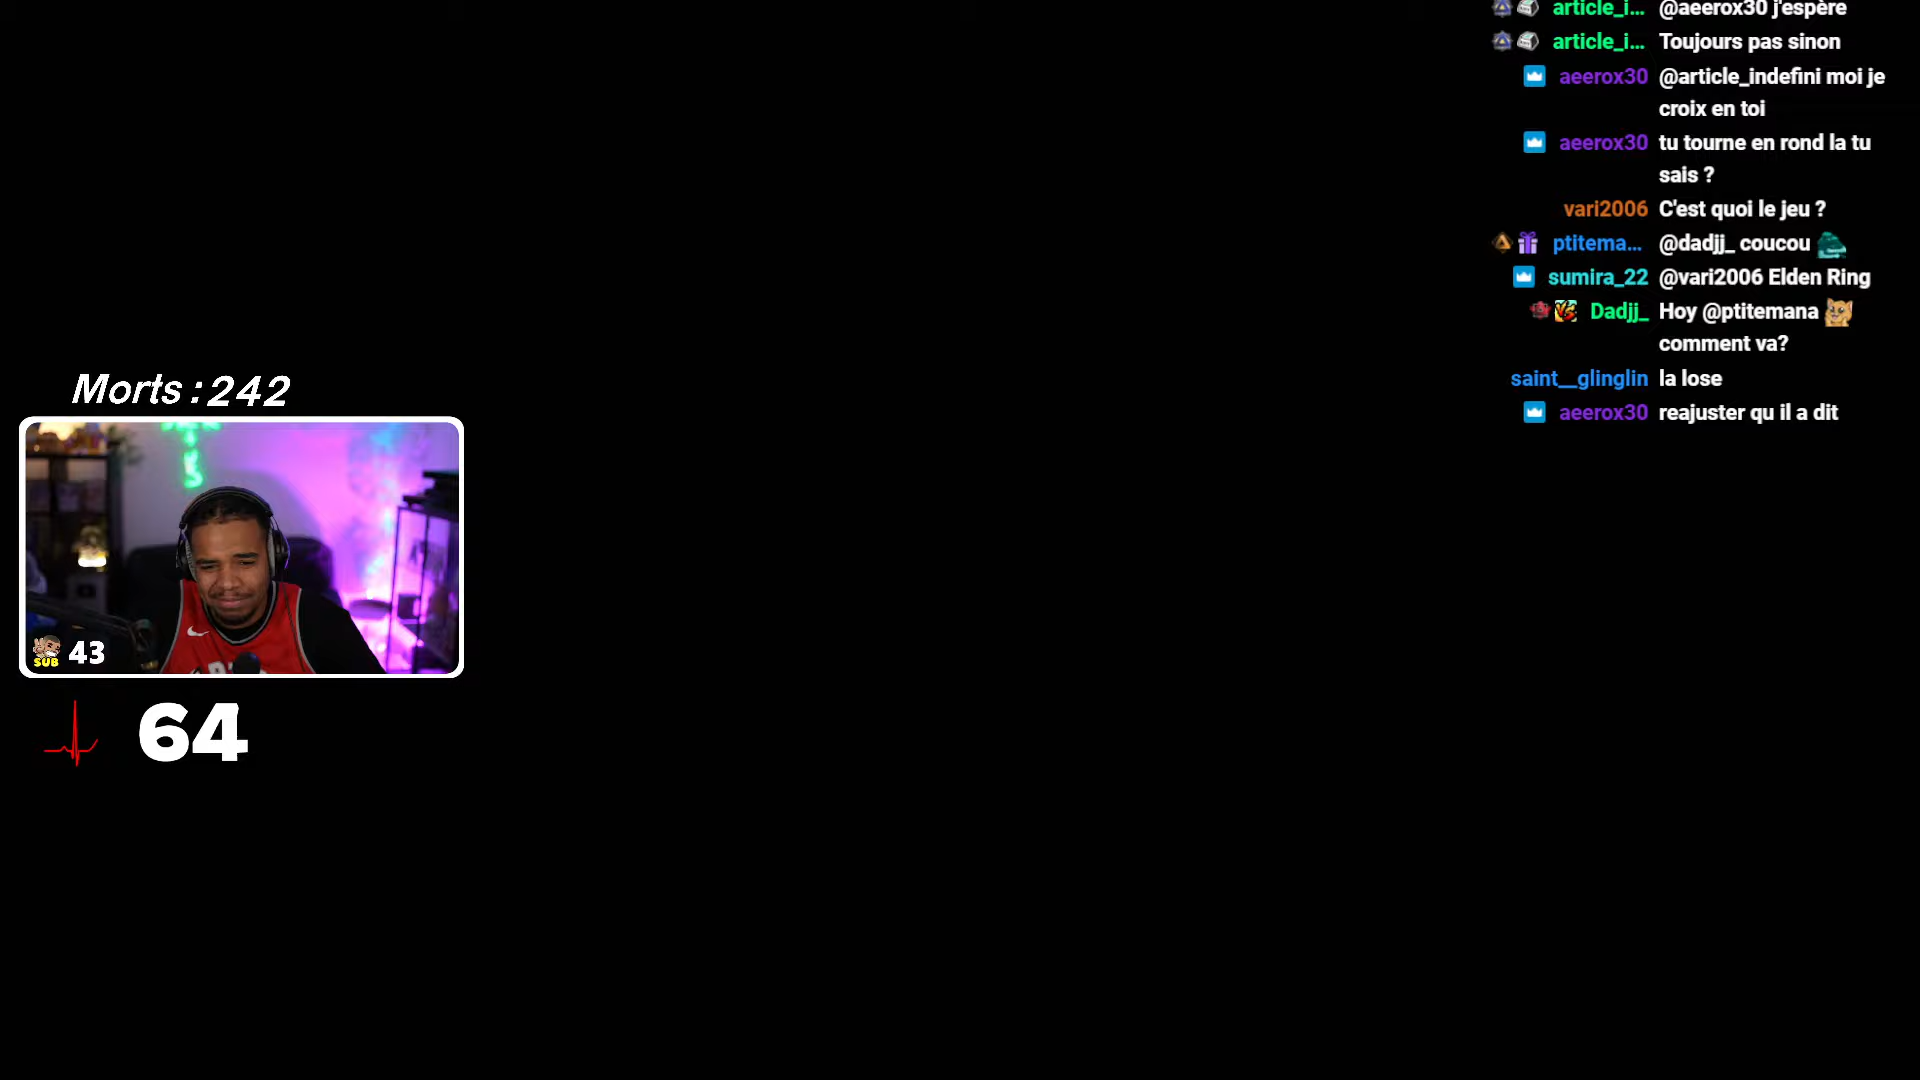 article_i... @aeerox30 j'espère
article_i... Toujours pas sinon
aeerox30 @article_indefini moi je
croix en toi
aeerox30 tu tourne en rond la tu
sais ?
vari2006 C'est quoi le jeu ?
ptitema... @dadjj_ coucou
sumira_22 @vari2006 Elden Ring
Dadjj_ Hoy @ptitemana
comment va?
saint__glinglin la lose
aeerox30 reajuster qu il a dit
Morts : 242
SUB 43
64